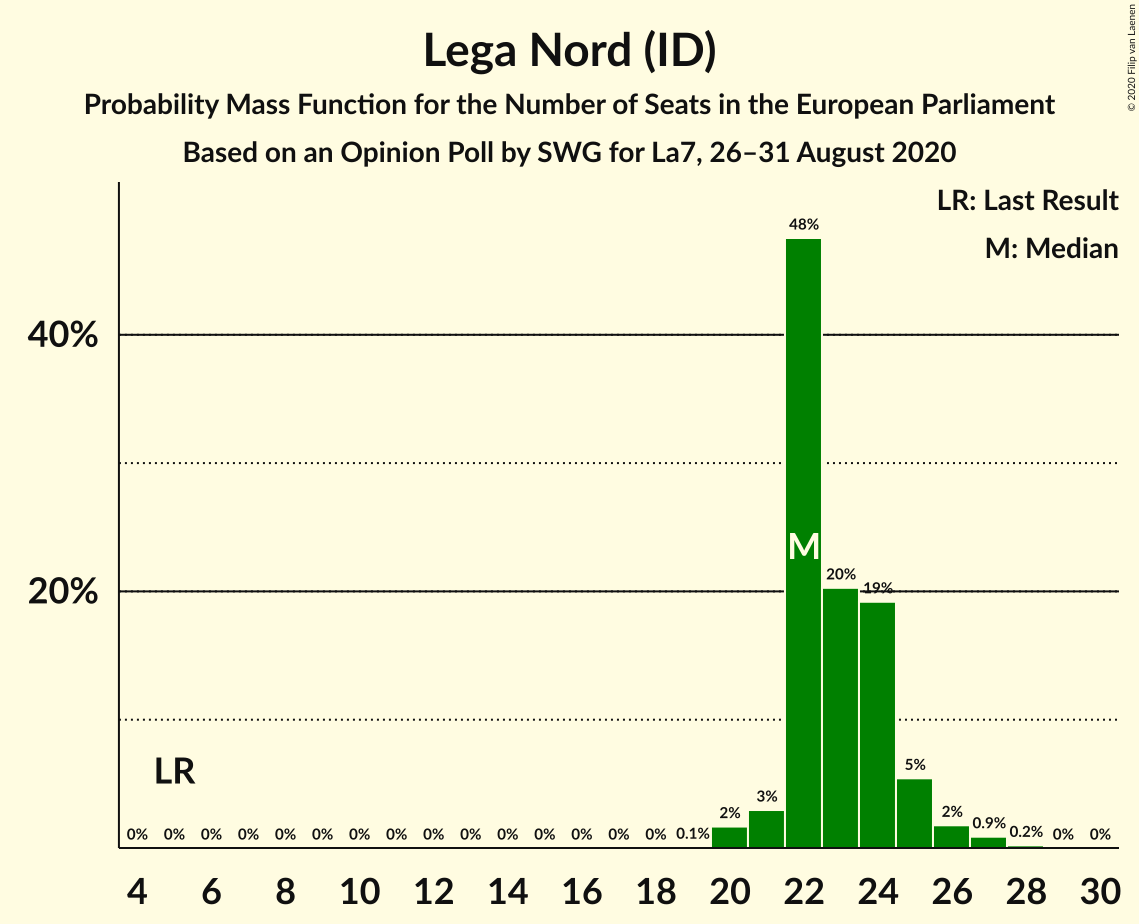 Lega Nord (ID)
Probability Mass Function for the Number of Seats in the European Parliament
Based on an Opinion Poll by SWG for La7, 26–31 August 2020
© 2020 Filip van Laenen
LR: Last Result
M: Median
48%
40%
M
20%
19%
20%
LR
5%
3%
2%
2%
0.9%
0.2%
0% 0% 0% 0% 0% 0% 0% 0% 0% 0% 0% 0% 0% 0% 0% 0.1% 0% 0%
4 6 8 10 12 14 16 18 20 22 24 26 28 30